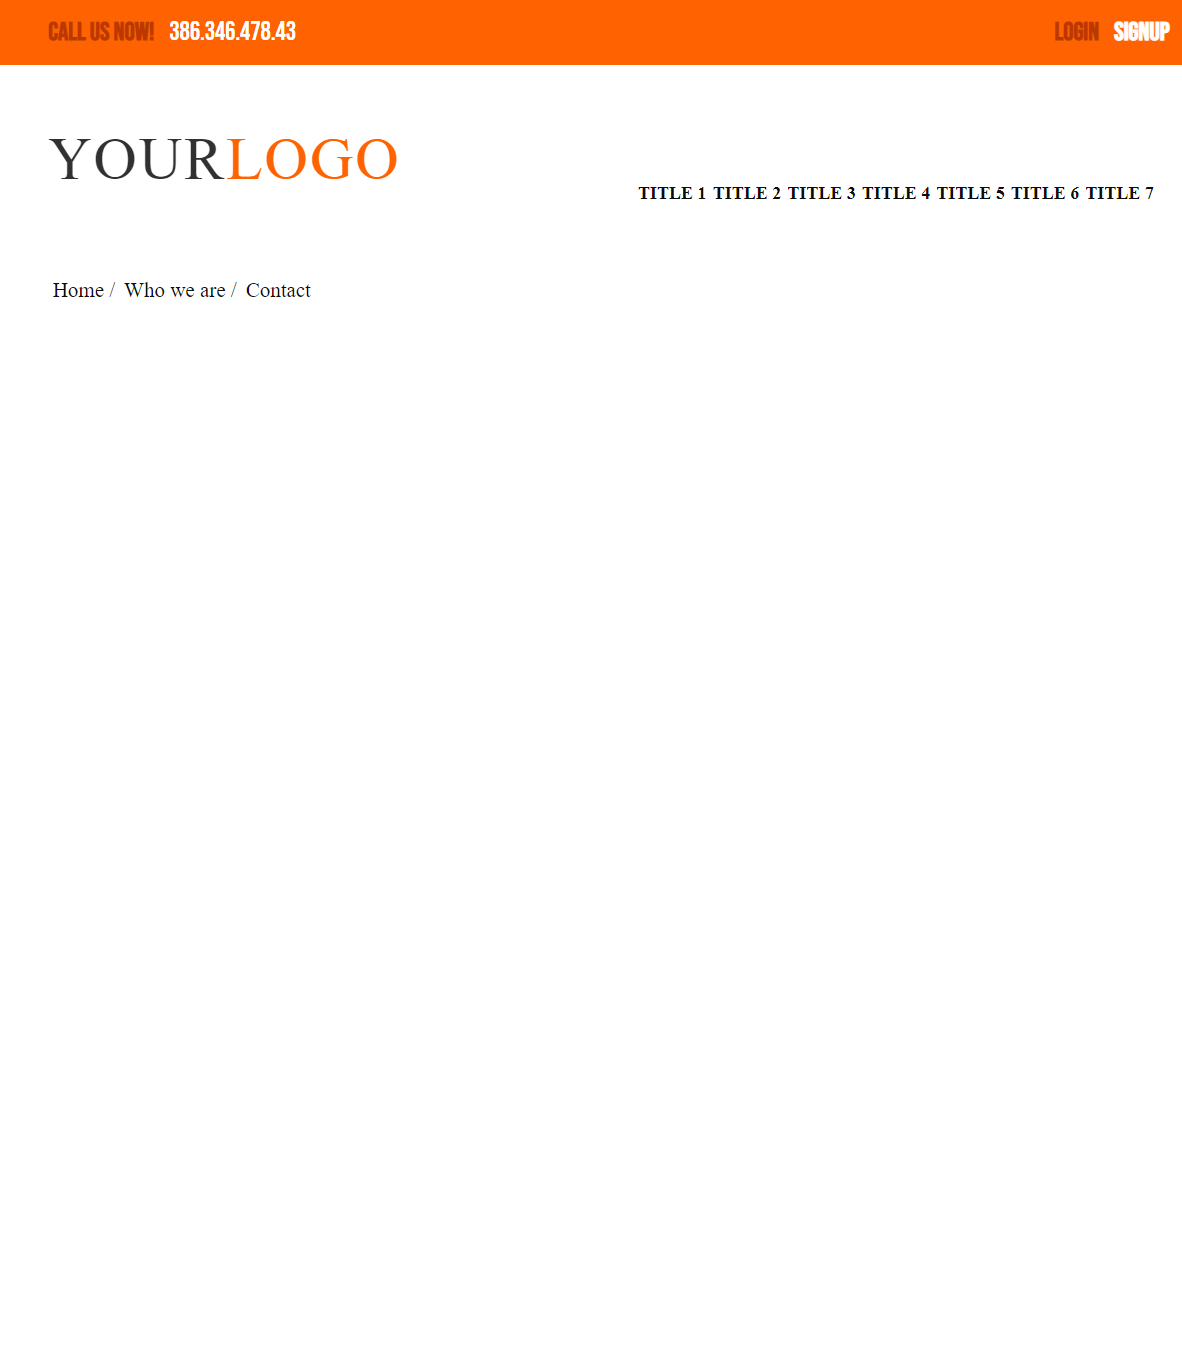 CALL US NOW! 386.346.478.43 LOGIN SIGNUP
YOURLOGO
TITLE 1 TITLE 2 TITLE 3 TITLE 4 TITLE 5 TITLE 6 TITLE 7
Home / Who we are / Contact